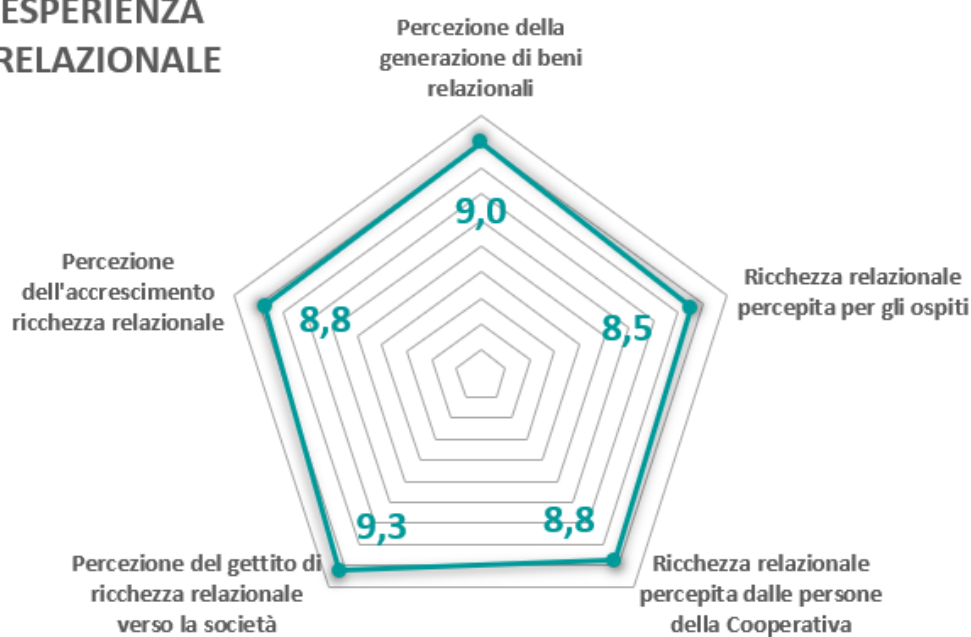 ESPERIENZA
RELAZIONALE
Percezione della
generazione di beni
relazionali
9,0
Percezione
dell'accrescimento
ricchezza relazionale
8,8
Ricchezza relazionale
percepita per gli ospiti
8,5
9,3
8,8
Percezione del gettito di
ricchezza relazionale
verso la società
Ricchezza relazionale
percepita dalle persone
della Cooperativa